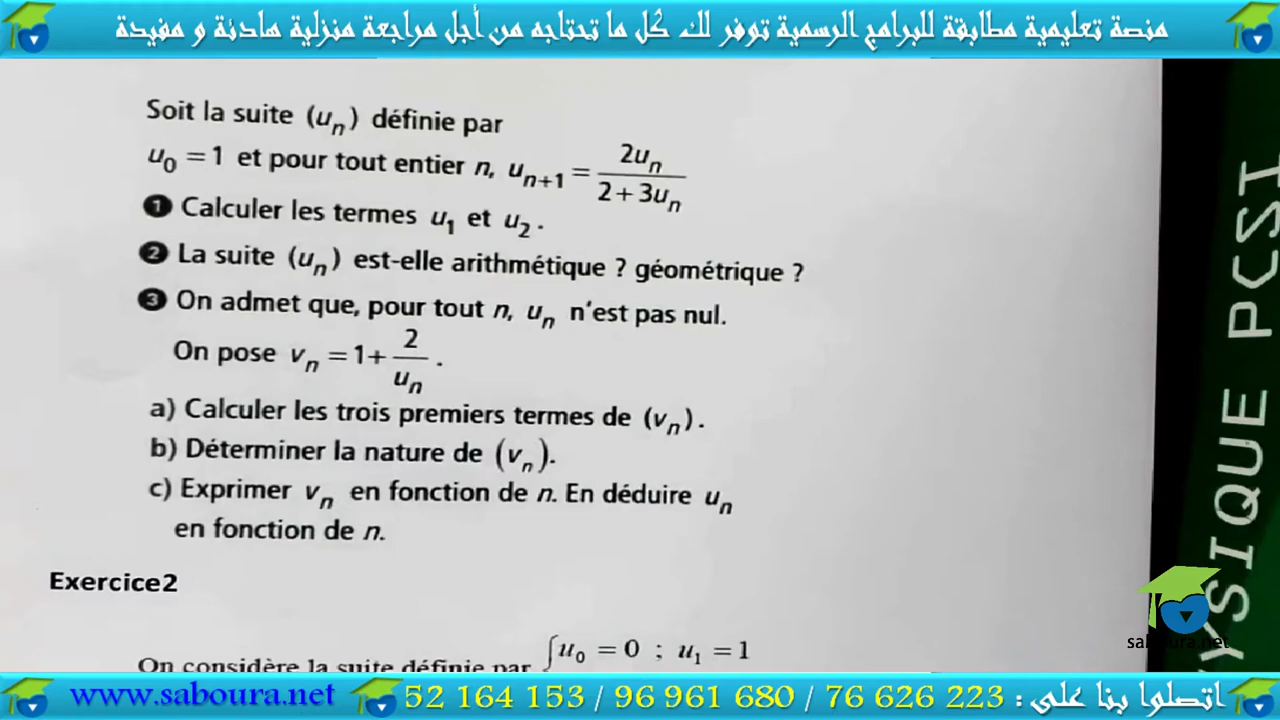 منصة تعليمية مطابقة للبرامج الرسمية توفر لك كل ما تحتاجه من أجل مراجعة منزلية هادئة و مفيدة
Soit la suite (uₙ) définie par
u₀ = 1 et pour tout entier n, uₙ₊₁ = 2uₙ / (2 + 3uₙ)
1 Calculer les termes u₁ et u₂.
2 La suite (uₙ) est-elle arithmétique ? géométrique ?
3 On admet que, pour tout n, uₙ n'est pas nul.
On pose vₙ = 1 + 2/uₙ .
a) Calculer les trois premiers termes de (vₙ).
b) Déterminer la nature de (vₙ).
c) Exprimer vₙ en fonction de n. En déduire uₙ
en fonction de n.
Exercice2
On considère la suite définie par { u₀ = 0 ; u₁ = 1
YSIQUE PCSI
saboura.net
www.saboura.net 52 164 153 / 96 961 680 / 76 626 223 : اتصلوا بنا على